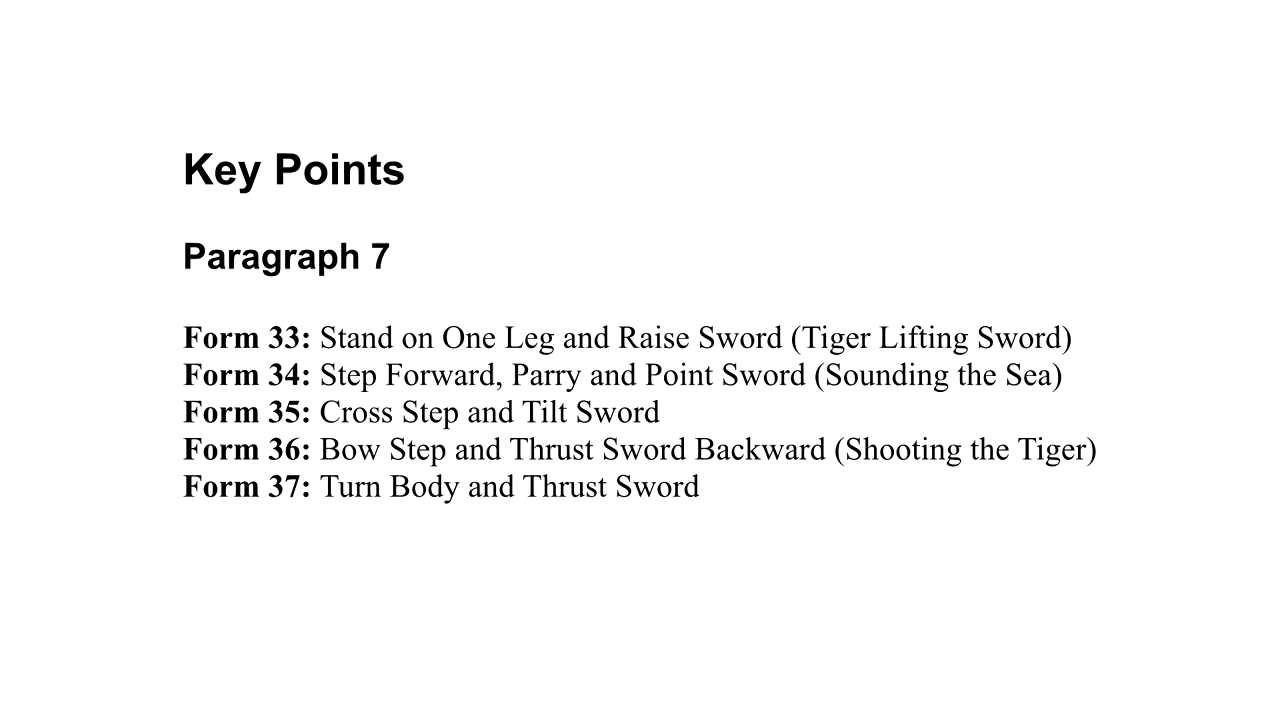 Key Points
Paragraph 7
Form 33: Stand on One Leg and Raise Sword (Tiger Lifting Sword)
Form 34: Step Forward, Parry and Point Sword (Sounding the Sea)
Form 35: Cross Step and Tilt Sword
Form 36: Bow Step and Thrust Sword Backward (Shooting the Tiger)
Form 37: Turn Body and Thrust Sword